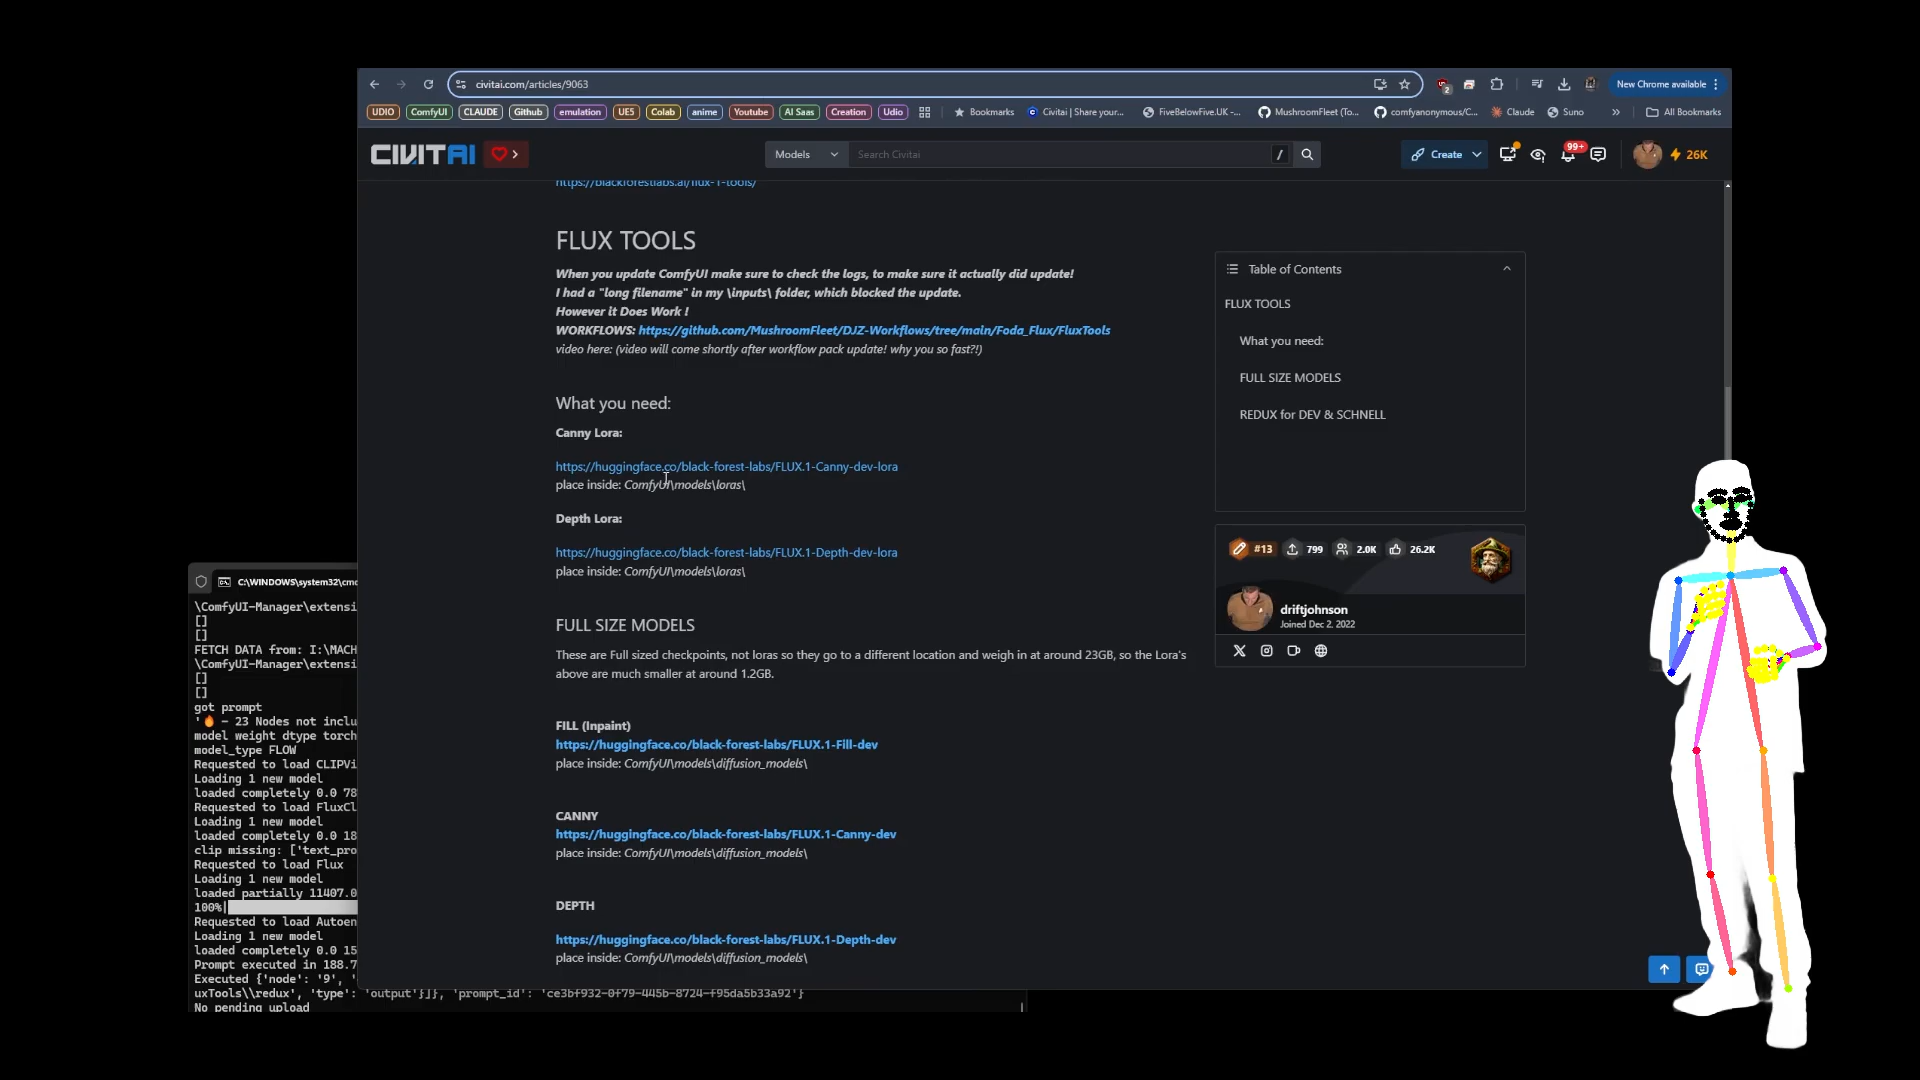 civitai.com/articles/9063
New Chrome available
UDIO
ComfyUI
CLAUDE
Github
emulation
UE5
Colab
anime
Youtube
AI Saas
Creation
Udio
Bookmarks
Civitai | Share your...
FiveBelowFive.UK -...
MushroomFleet (To...
comfyanonymous/C...
Claude
Suno
»
All Bookmarks
CIVITAI
Models
Search Civitai
/
Create
99+
26K
https://blackforestlabs.ai/flux-1-tools/
FLUX TOOLS
When you update ComfyUI make sure to check the logs, to make sure it actually did update!
I had a "long filename" in my \inputs\ folder, which blocked the update.
However it Does Work !
WORKFLOWS: https://github.com/MushroomFleet/DJZ-Workflows/tree/main/Foda_Flux/FluxTools
video here: (video will come shortly after workflow pack update! why you so fast?!)
What you need:
Canny Lora:
https://huggingface.co/black-forest-labs/FLUX.1-Canny-dev-lora
place inside: ComfyUI\models\loras\
Depth Lora:
https://huggingface.co/black-forest-labs/FLUX.1-Depth-dev-lora
place inside: ComfyUI\models\loras\
FULL SIZE MODELS
These are Full sized checkpoints, not loras so they go to a different location and weigh in at around 23GB, so the Lora's
above are much smaller at around 1.2GB.
FILL (Inpaint)
https://huggingface.co/black-forest-labs/FLUX.1-Fill-dev
place inside: ComfyUI\models\diffusion_models\
CANNY
https://huggingface.co/black-forest-labs/FLUX.1-Canny-dev
place inside: ComfyUI\models\diffusion_models\
DEPTH
https://huggingface.co/black-forest-labs/FLUX.1-Depth-dev
place inside: ComfyUI\models\diffusion_models\
Table of Contents
FLUX TOOLS
What you need:
FULL SIZE MODELS
REDUX for DEV & SCHNELL
#13
799
2.0K
26.2K
driftjohnson
Joined Dec 2, 2022
C:\WINDOWS\system32\cmd
\ComfyUI-Manager\extensi
[]
[]
FETCH DATA from: I:\MACH
\ComfyUI-Manager\extensi
[]
[]
got prompt
'🔥 - 23 Nodes not inclu
model weight dtype torch
model_type FLOW
Requested to load CLIPVi
Loading 1 new model
loaded completely 0.0 78
Requested to load FluxCl
Loading 1 new model
loaded completely 0.0 18
clip missing: ['text_pro
Requested to load Flux
Loading 1 new model
loaded partially 11407.0
100%|
Requested to load Autoen
Loading 1 new model
loaded completely 0.0 15
Prompt executed in 188.7
Executed {'node': '9', '
uxTools\\redux', 'type': 'output'}]}, 'prompt_id': 'ce3bf932-0f79-445b-8724-f95da5b33a92'}
No pending upload